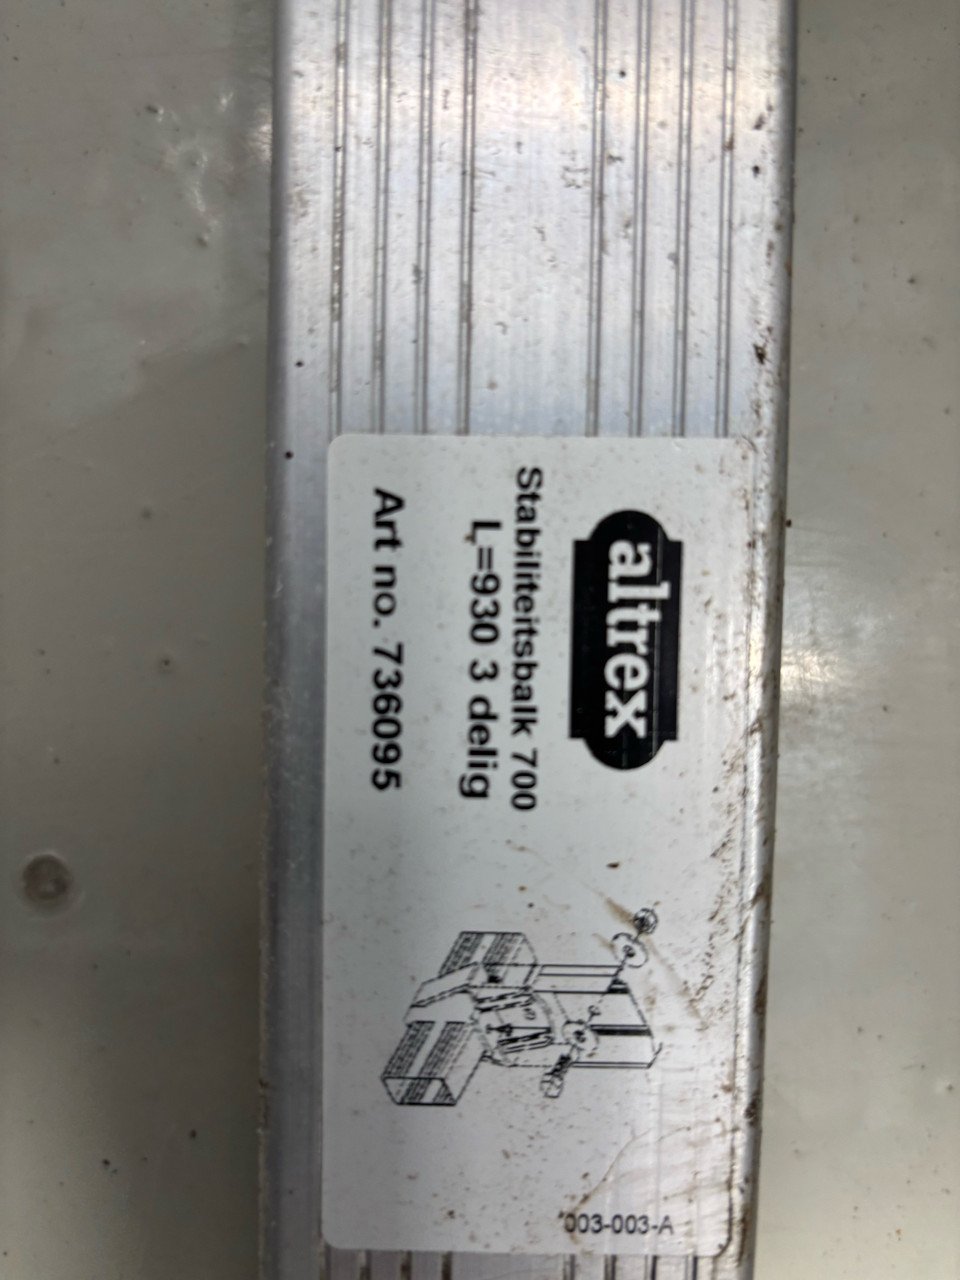 altrex
Stabiliteitsbalk 700
L=930 3 delig
Art no. 736095
003-003-A